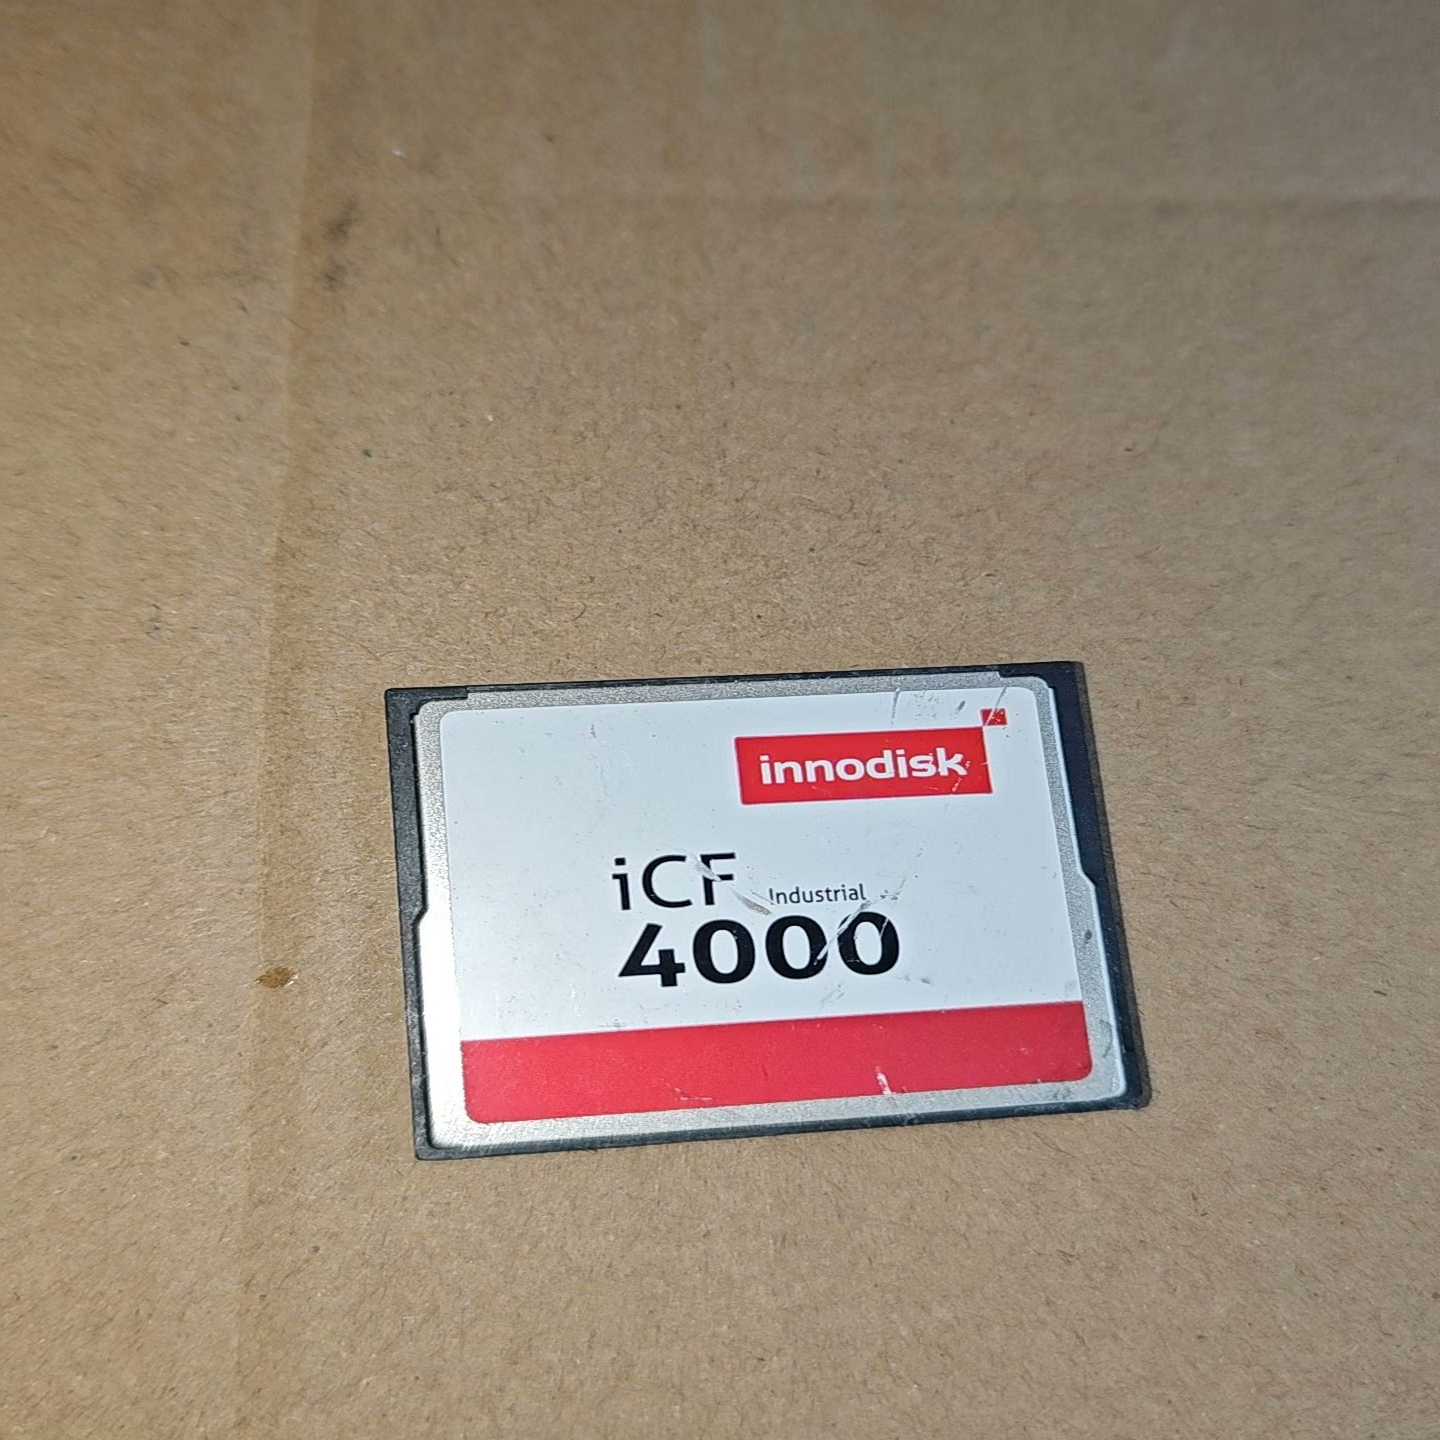 innodisk
iCF Industrial
4000